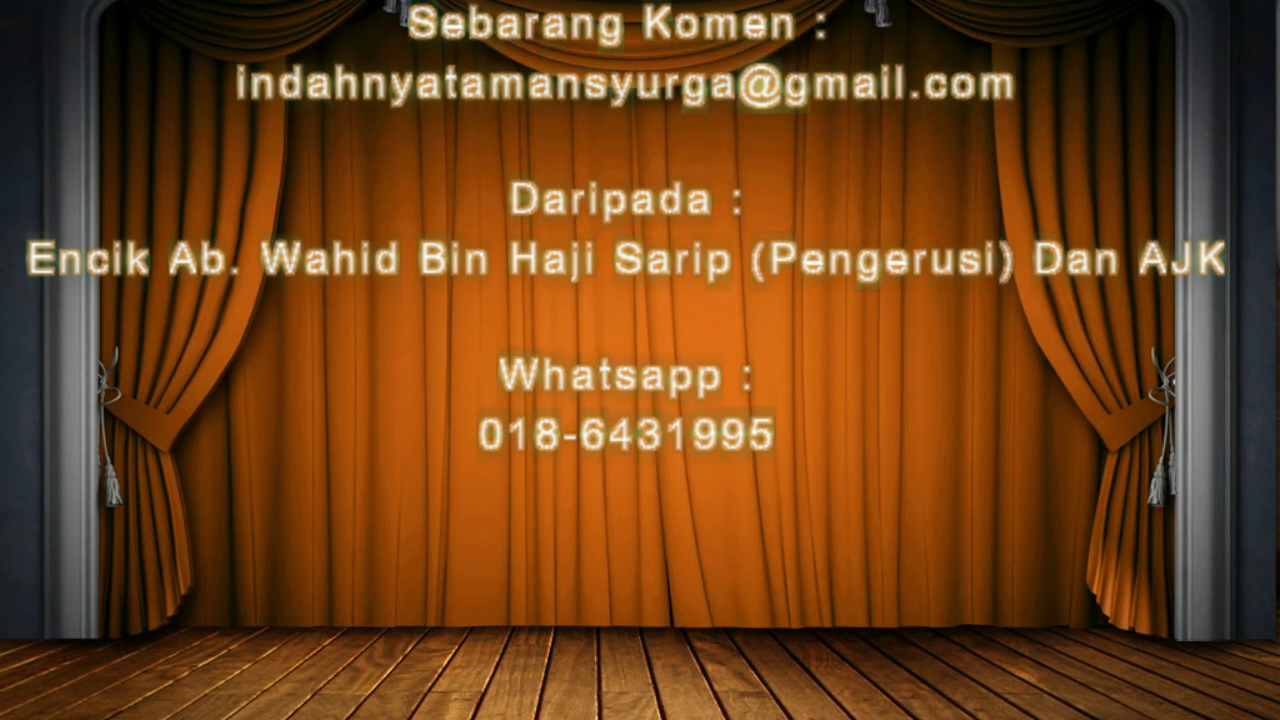 Sebarang Komen :
indahnyatamansyurga@gmail.com
Daripada :
Encik Ab. Wahid Bin Haji Sarip (Pengerusi) Dan AJK
Whatsapp :
018-6431995